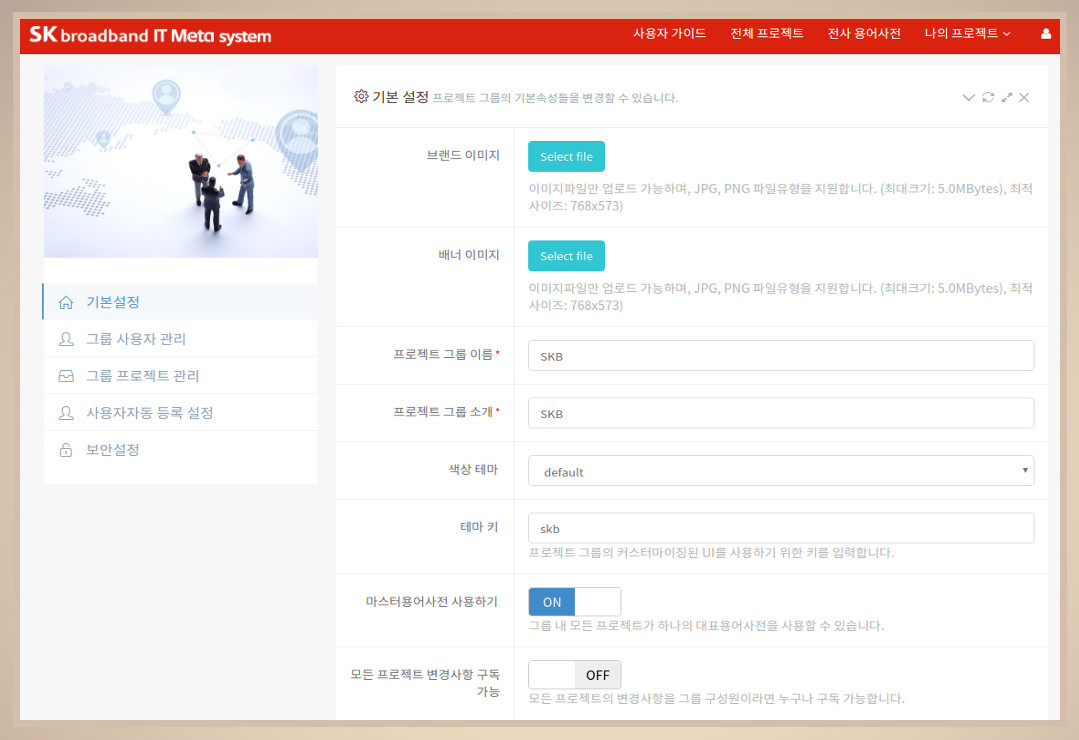 SK broadband IT Meta system
사용자 가이드 전체 프로젝트 전사 용어사전 나의 프로젝트
기본 설정 프로젝트 그룹의 기본속성들을 변경할 수 있습니다.
기본설정
그룹 사용자 관리
그룹 프로젝트 관리
사용자자동 등록 설정
보안설정
브랜드 이미지
Select file
이미지파일만 업로드 가능하며, JPG, PNG 파일유형을 지원합니다. (최대크기: 5.0MBytes), 최적
사이즈: 768x573)
배너 이미지
Select file
이미지파일만 업로드 가능하며, JPG, PNG 파일유형을 지원합니다. (최대크기: 5.0MBytes), 최적
사이즈: 768x573)
프로젝트 그룹 이름*
SKB
프로젝트 그룹 소개*
SKB
색상 테마
default
테마 키
skb
프로젝트 그룹의 커스터마이징된 UI를 사용하기 위한 키를 입력합니다.
마스터용어사전 사용하기
ON
그룹 내 모든 프로젝트가 하나의 대표용어사전을 사용할 수 있습니다.
모든 프로젝트 변경사항 구독
가능
OFF
모든 프로젝트의 변경사항을 그룹 구성원이라면 누구나 구독 가능합니다.